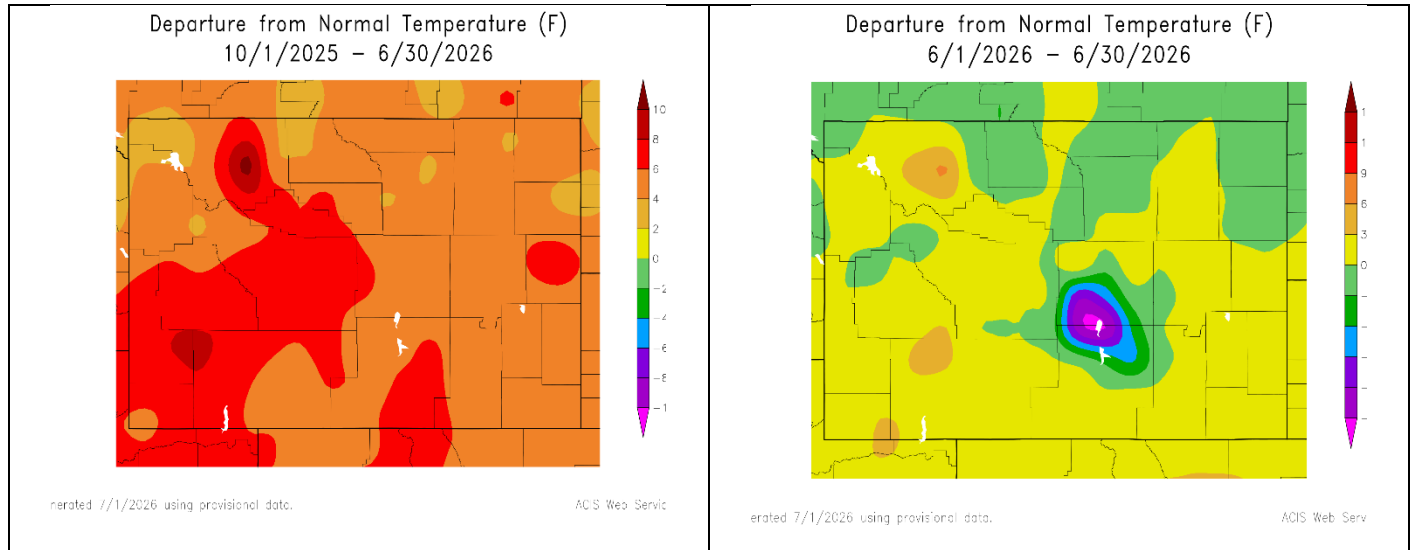 Departure from Normal Temperature (F)
10/1/2025 – 6/30/2026
10
8
6
4
2
0
−2
−4
−6
−8
−1
nerated 7/1/2026 using provisional data.
ACIS Web Servic
Departure from Normal Temperature (F)
6/1/2026 – 6/30/2026
1
1
9
6
3
0
−
−
−
−
−
erated 7/1/2026 using provisional data.
ACIS Web Serv